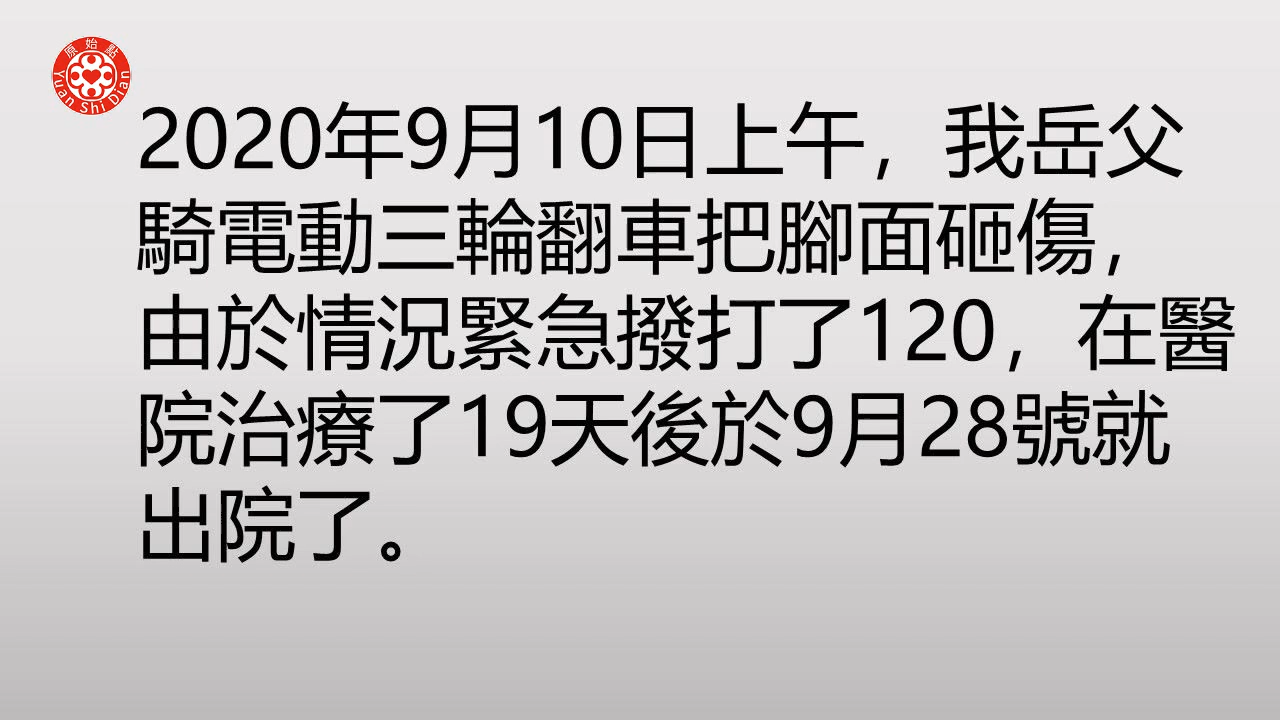 原始點
Yuan Shi Dian
2020年9月10日上午，我岳父
騎電動三輪翻車把腳面砸傷，
由於情況緊急撥打了120，在醫
院治療了19天後於9月28號就
出院了。